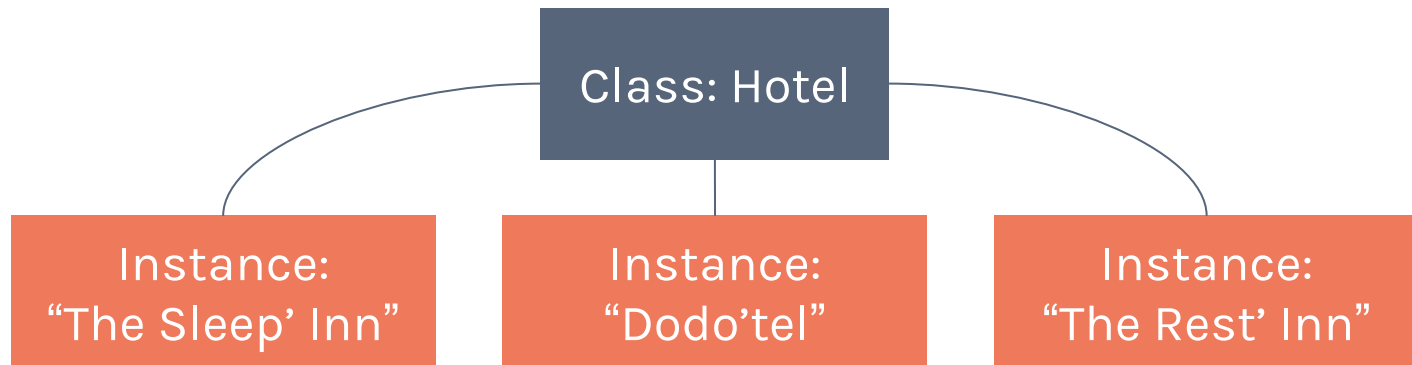 Class: Hotel
Instance:
“The Sleep’ Inn”
Instance:
“Dodo’tel”
Instance:
“The Rest’ Inn”